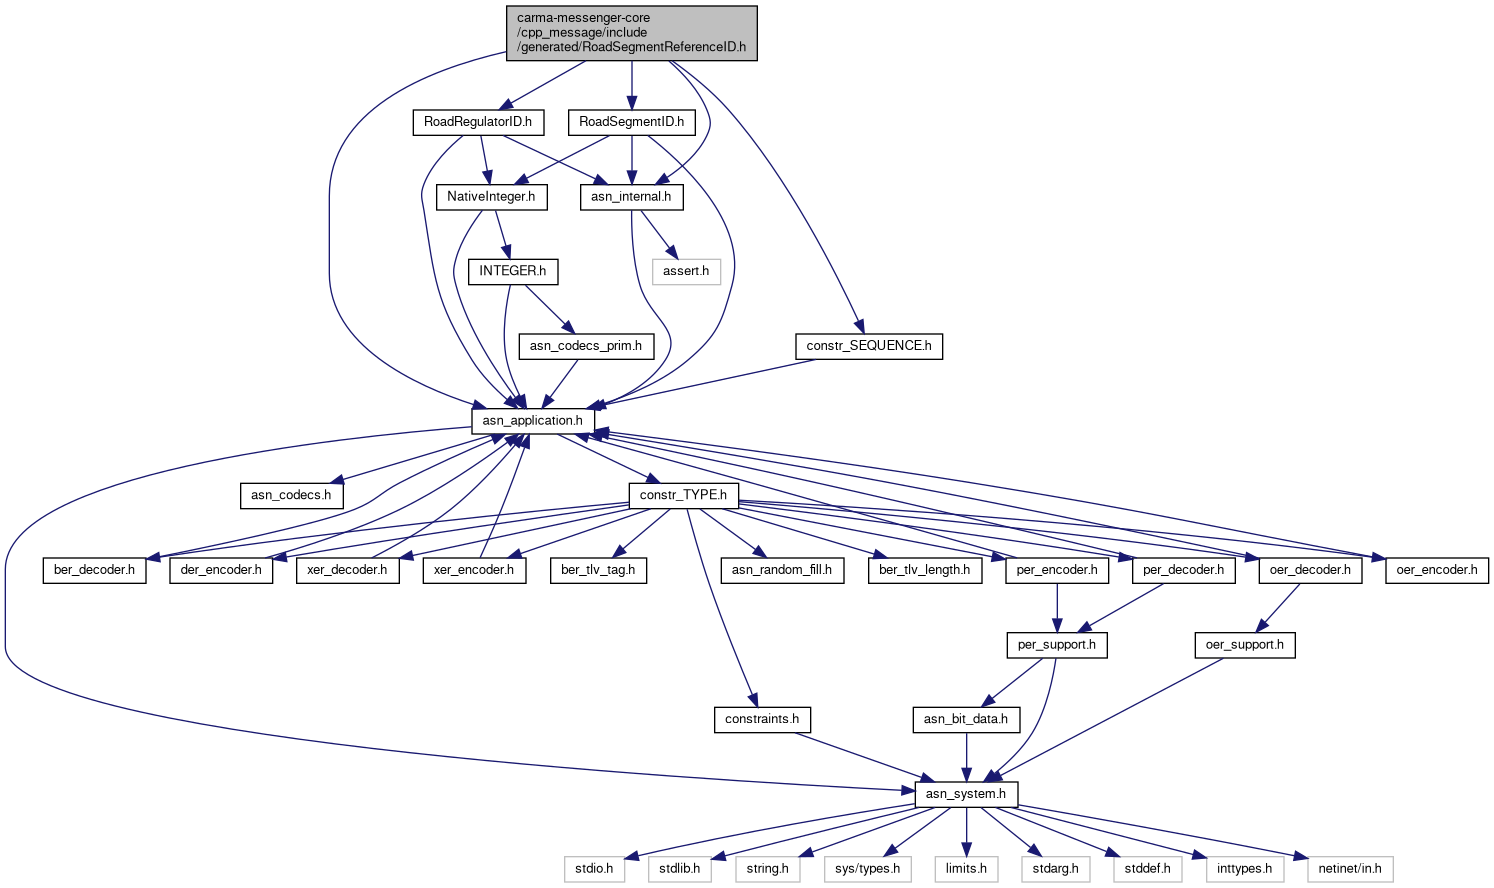 carma-messenger-core
/cpp_message/include
/generated/RoadSegmentReferenceID.h
RoadRegulatorID.h
RoadSegmentID.h
NativeInteger.h
asn_internal.h
INTEGER.h
assert.h
asn_codecs_prim.h
constr_SEQUENCE.h
asn_application.h
asn_codecs.h
constr_TYPE.h
ber_decoder.h
der_encoder.h
xer_decoder.h
xer_encoder.h
ber_tlv_tag.h
asn_random_fill.h
ber_tlv_length.h
per_encoder.h
per_decoder.h
oer_decoder.h
oer_encoder.h
per_support.h
oer_support.h
constraints.h
asn_bit_data.h
asn_system.h
stdio.h
stdlib.h
string.h
sys/types.h
limits.h
stdarg.h
stddef.h
inttypes.h
netinet/in.h